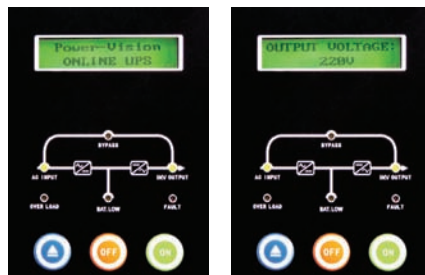 Power-Vision
ONLINE UPS
BYPASS
AC INPUT
INV OUTPUT
OVER LOAD
BAT.LOW
FAULT
OFF
ON
OUTPUT VOLTAGE:
220V
BYPASS
AC INPUT
INV OUTPUT
OVER LOAD
BAT.LOW
FAULT
OFF
ON